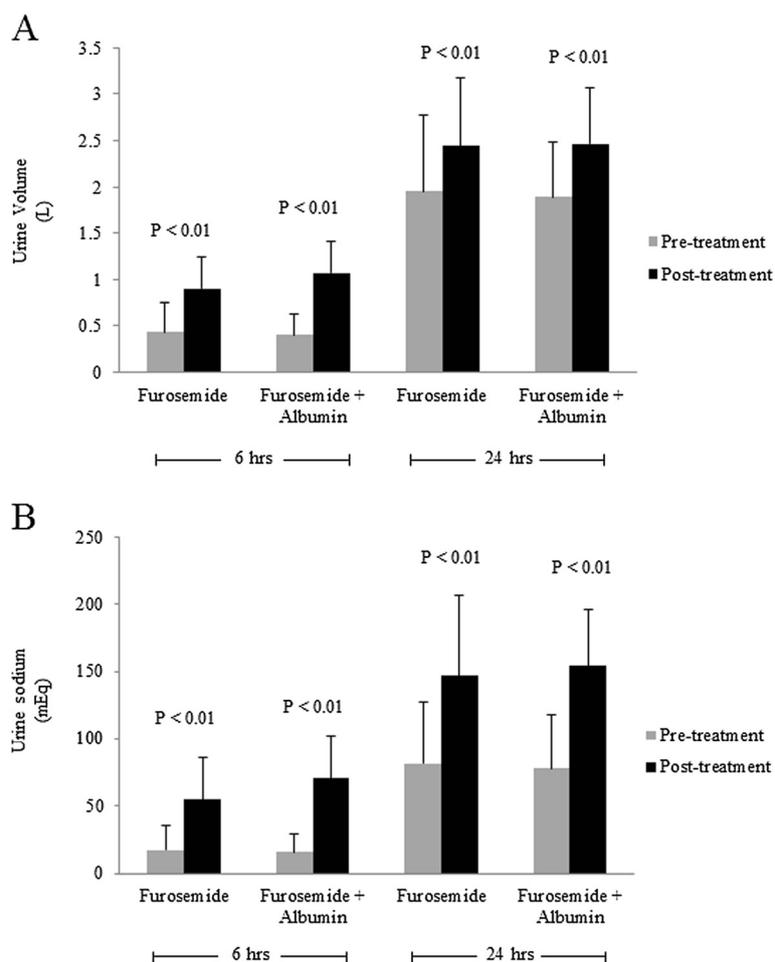 A
3.5
3
2.5
2
1.5
1
0.5
0
Urine Volume
(L)
P < 0.01
P < 0.01
P < 0.01
P < 0.01
Pre-treatment
Post-treatment
Furosemide
Furosemide +
Albumin
Furosemide
Furosemide +
Albumin
6 hrs
24 hrs
B
250
200
150
100
50
0
Urine sodium
(mEq)
P < 0.01
P < 0.01
P < 0.01
P < 0.01
Pre-treatment
Post-treatment
Furosemide
Furosemide +
Albumin
Furosemide
Furosemide +
Albumin
6 hrs
24 hrs